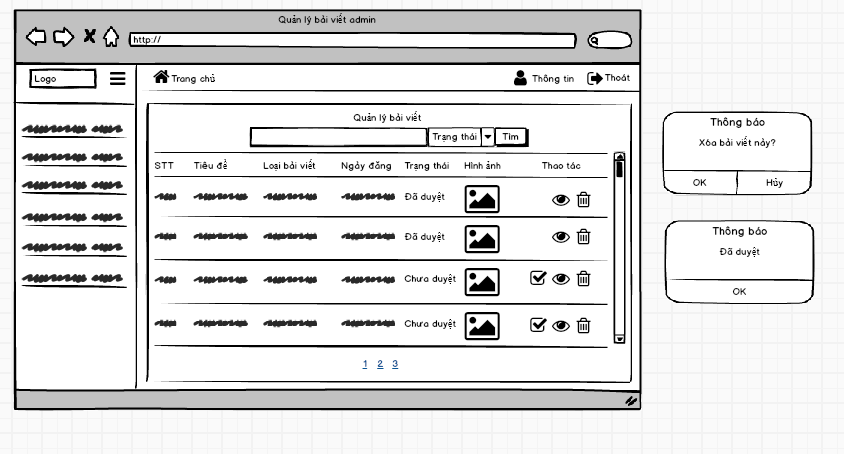 Quản lý bài viết admin
http://
Logo
Trang chủ
Thông tin
Thoát
Quản lý bài viết
Trạng thái
Tìm
STT Tiêu đề Loại bài viết Ngày đăng Trạng thái Hình ảnh Thao tác
Đã duyệt
Đã duyệt
Chưa duyệt
Chưa duyệt
1 2 3
Thông báo
Xóa bài viết này?
OK Hủy
Thông báo
Đã duyệt
OK